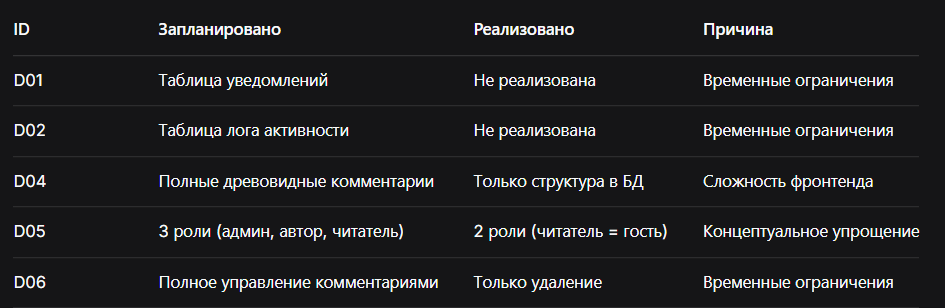 ID Запланировано Реализовано Причина
D01 Таблица уведомлений Не реализована Временные ограничения
D02 Таблица лога активности Не реализована Временные ограничения
D04 Полные древовидные комментарии Только структура в БД Сложность фронтенда
D05 3 роли (админ, автор, читатель) 2 роли (читатель = гость) Концептуальное упрощение
D06 Полное управление комментариями Только удаление Временные ограничения